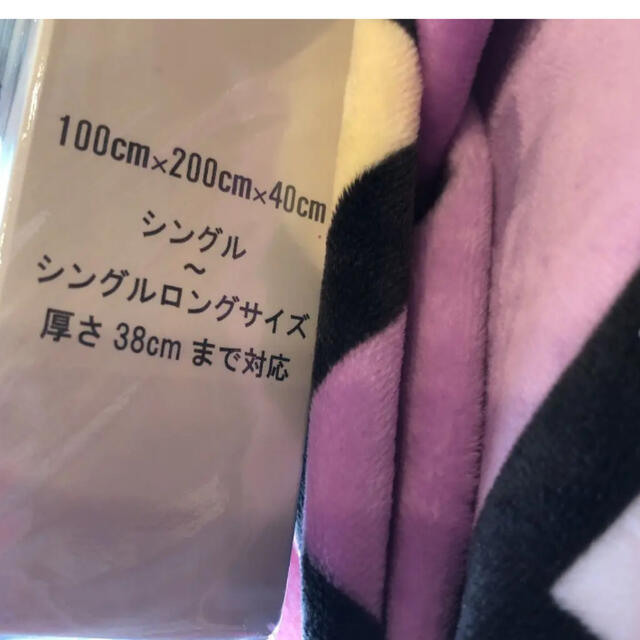 100cm×200cm×40cm
シングル
～
シングルロングサイズ
厚さ 38cm まで対応